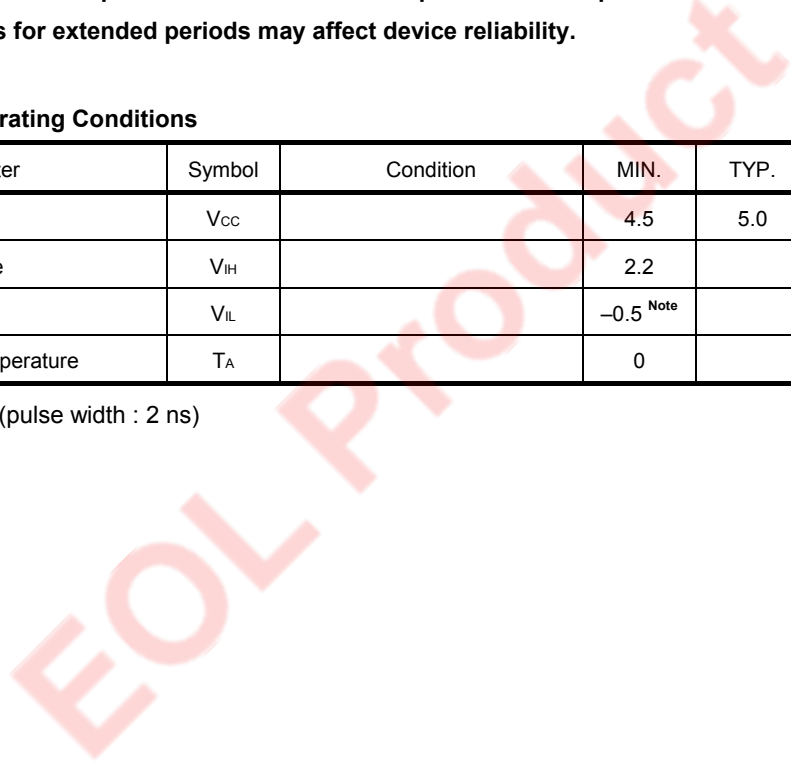 s for extended periods may affect device reliability.
rating Conditions
ter Symbol Condition MIN. TYP.
VCC 4.5 5.0
e VIH 2.2
VIL –0.5 Note
perature TA 0
(pulse width : 2 ns)
EOL Product